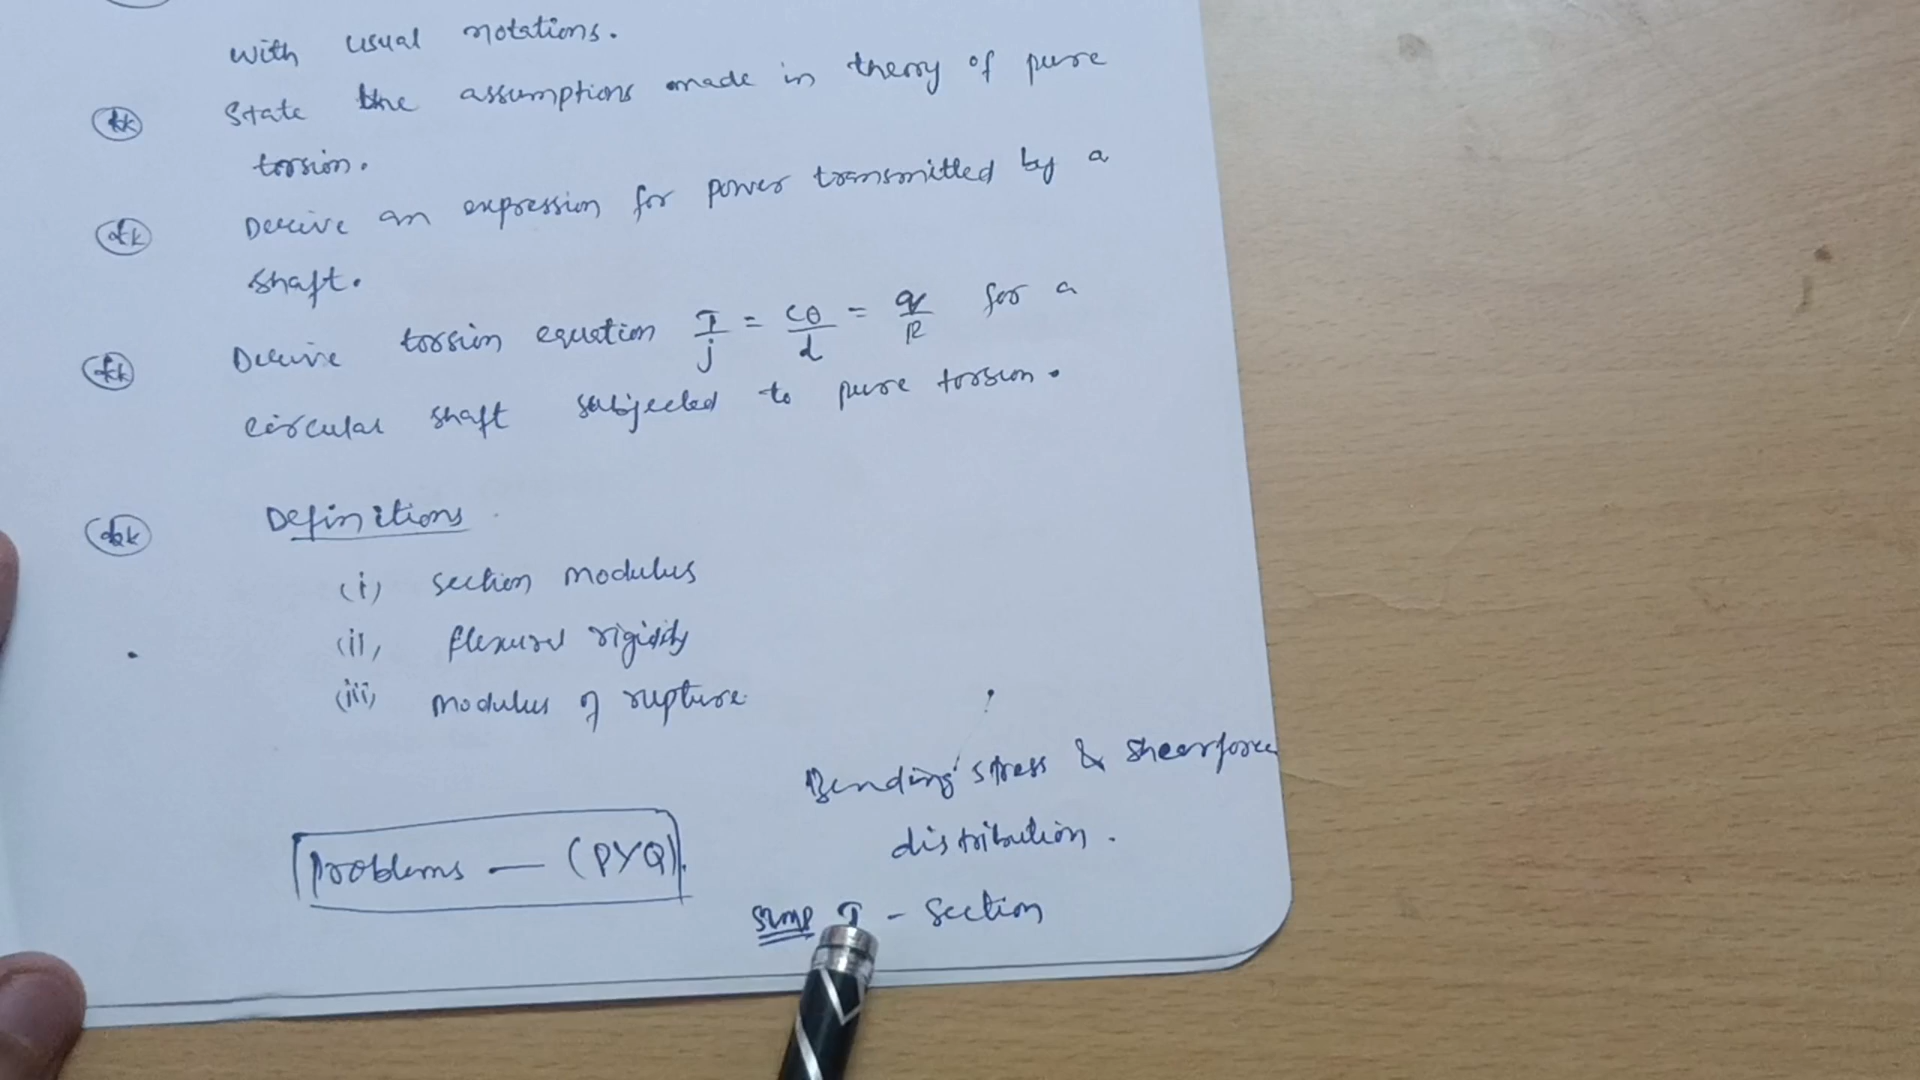 with usual notations.
State the assumptions made in theory of pure
torsion.
Derive an expression for power transmitted by a
shaft.
Derive torsion equation T/J = Cθ/L = q/R for a
circular shaft subjected to pure torsion.
Definitions
(i) section modulus
(ii) flexural rigidity
(iii) modulus of rupture
Bending stress & shear force
distribution.
Problems — (PYQ).
- section